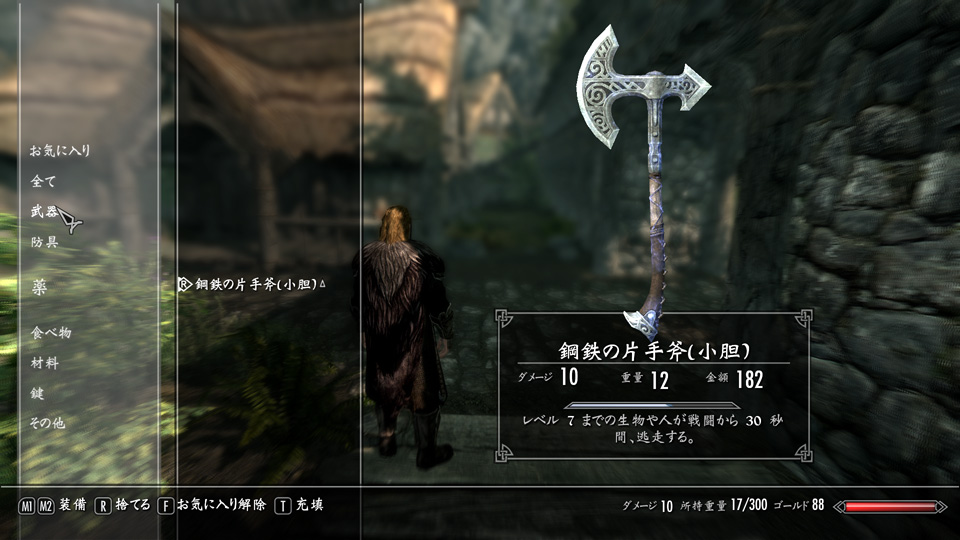 お気に入り
全て
武器
防具
薬
食べ物
材料
鍵
その他
R 鋼鉄の片手斧(小胆)
鋼鉄の片手斧(小胆)
ダメージ 10 重量 12 金額 182
レベル 7 までの生物や人が戦闘から 30 秒
間、逃走する。
M1 M2 装備 R 捨てる F お気に入り解除 T 充填
ダメージ 10 所持重量 17/300 ゴールド 88